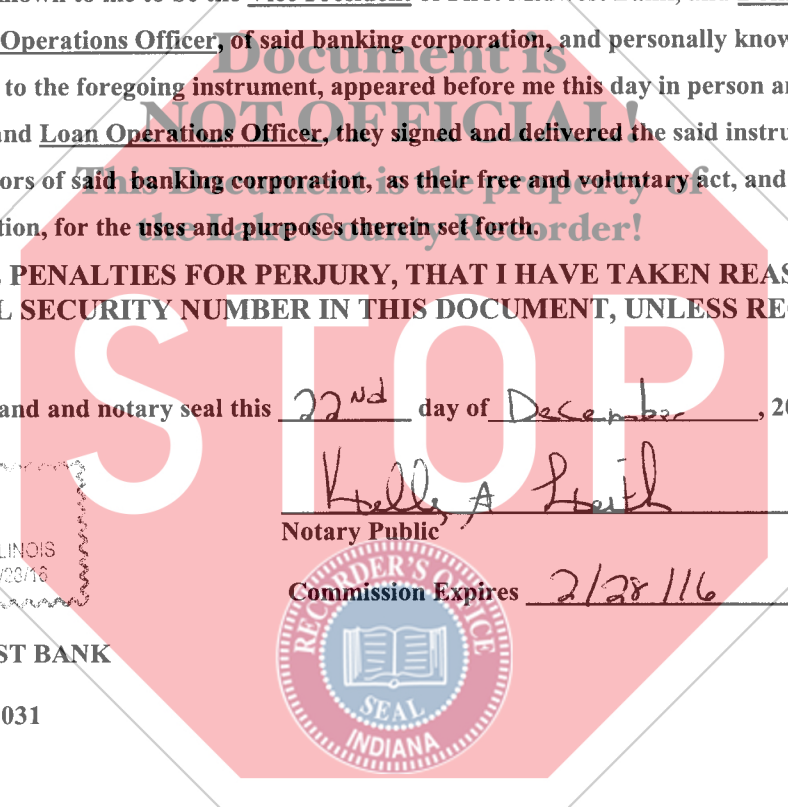 Operations Officer, of said banking corporation, and personally know
Document is
to the foregoing instrument, appeared before me this day in person a
NOT OFFICIAL!
and Loan Operations Officer, they signed and delivered the said instru
This Document is the property of
ors of said banking corporation, as their free and voluntary act, and
the Lake County Recorder!
tion, for the uses and purposes therein set forth.
PENALTIES FOR PERJURY, THAT I HAVE TAKEN REAS
L SECURITY NUMBER IN THIS DOCUMENT, UNLESS RE
STOP
and and notary seal this 22nd day of December, 20
Kelly A
Notary Public
LINOIS
/28/16
Commission Expires 2/28/16
RECORDER'S OFFICE
SEAL
INDIANA
ST BANK
031